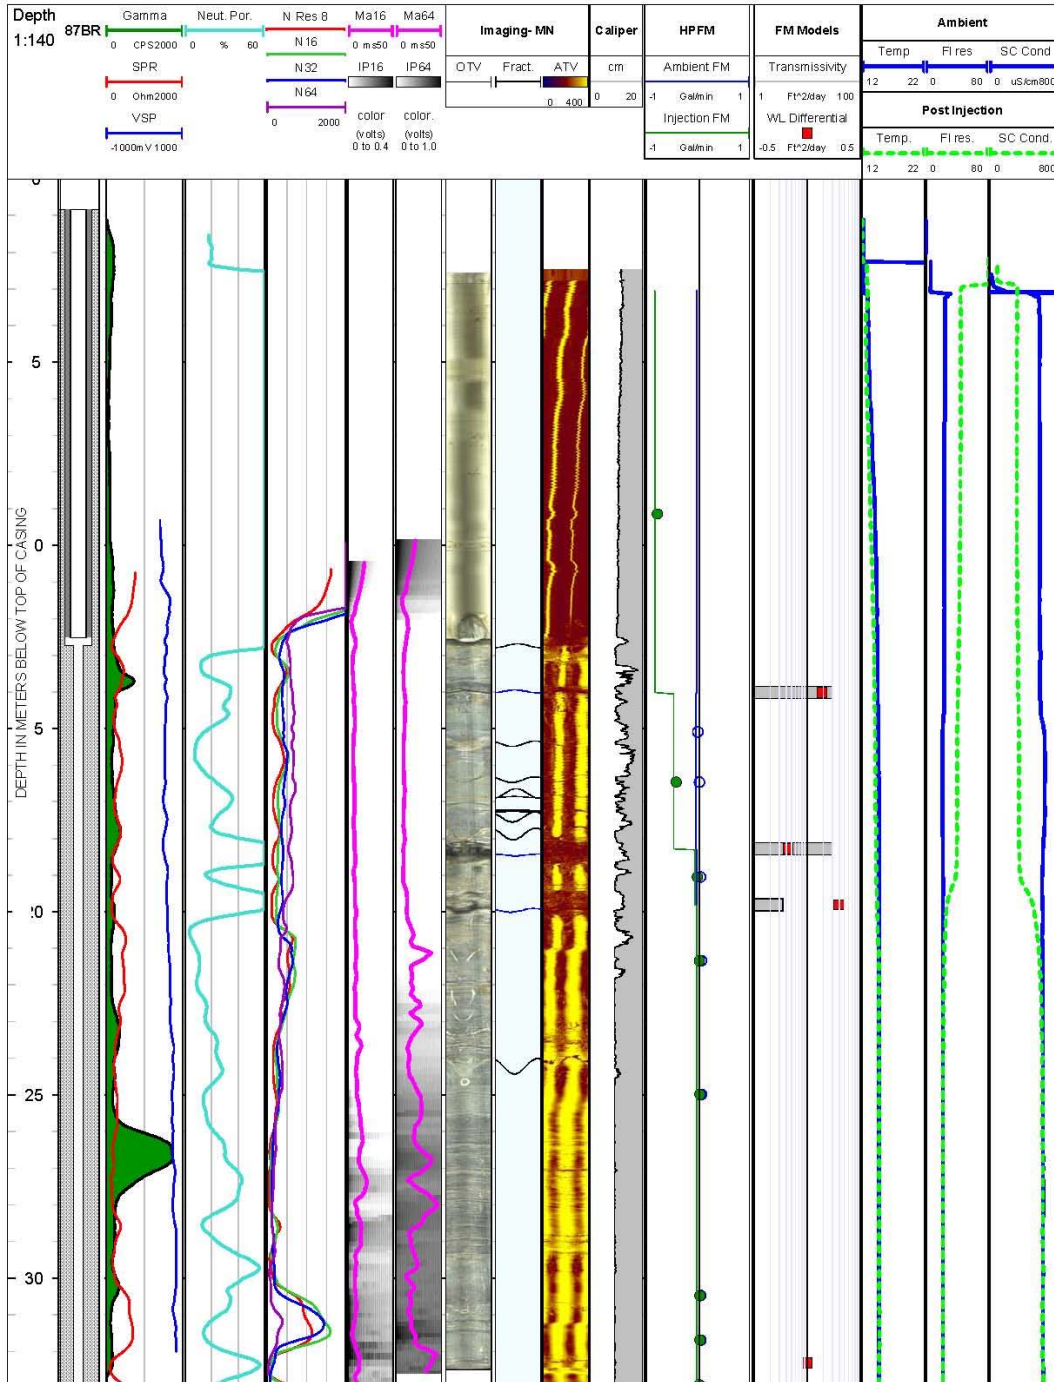 Depth
1:140
87BR
Gamma
0 CPS2000
SPR
0 Ohm2000
VSP
-1000mV 1000
Neut. Por.
0 % 60
N Res 8
N 16
N32
N64
0 2000
Ma16
0 ms50
IP16
color
(volts)
0 to 0.4
Ma64
0 ms50
IP64
color.
(volts)
0 to 1.0
Imaging- MN
OTV
Fract.
ATV
0 400
Caliper
cm
0 20
HPFM
Ambient FM
-1 Gal/min 1
Injection FM
-1 Gal/min 1
FM Models
Transmissivity
1 Ft^2/day 100
WL Differential
-0.5 Ft^2/day 0.5
Ambient
Temp Fl res SC Cond
12 22 0 80 0 uS/cm800
Post Injection
Temp. Fl res. SC Cond.
12 22 0 80 0 800
DEPTH IN METERS BELOW TOP OF CASING
0
5
0
5
20
25
30